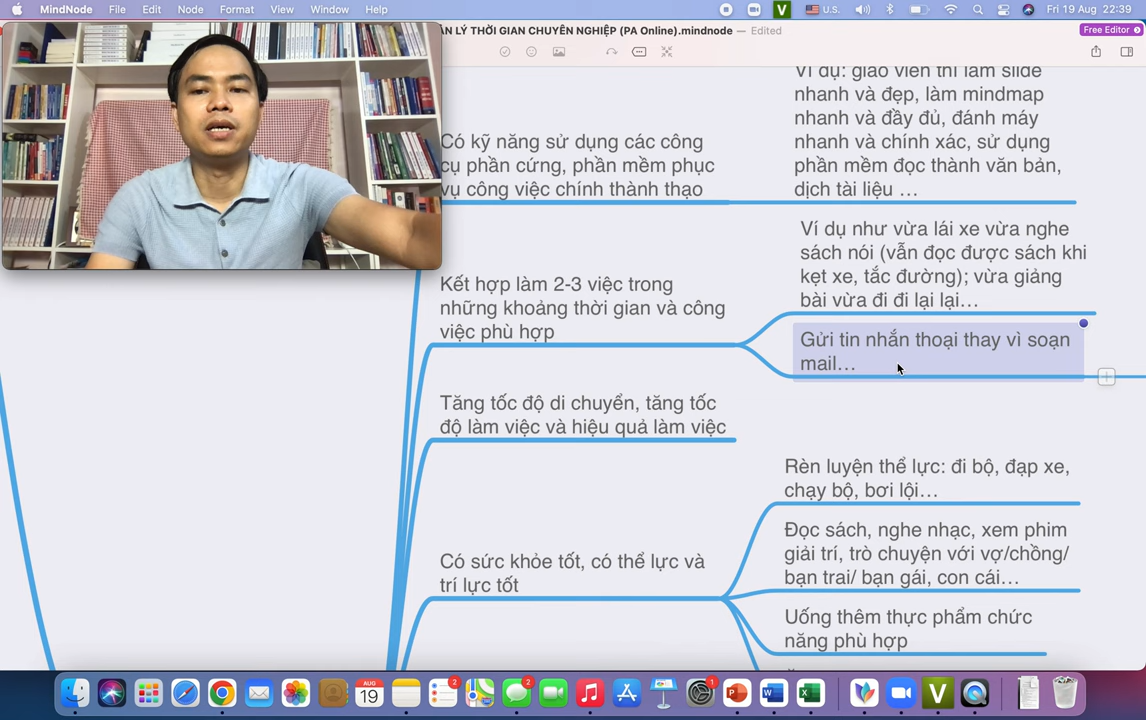 MindNode File Edit Node Format View Window Help
U.S. Fri 19 Aug 22:39
ẢN LÝ THỜI GIAN CHUYÊN NGHIỆP (PA Online).mindnode — Edited
Free Editor
Có kỹ năng sử dụng các công
cụ phần cứng, phần mềm phục
vụ công việc chính thành thạo
Ví dụ: giáo viên thì làm slide
nhanh và đẹp, làm mindmap
nhanh và đầy đủ, đánh máy
nhanh và chính xác, sử dụng
phần mềm đọc thành văn bản,
dịch tài liệu …
Kết hợp làm 2-3 việc trong
những khoảng thời gian và công
việc phù hợp
Ví dụ như vừa lái xe vừa nghe
sách nói (vẫn đọc được sách khi
kẹt xe, tắc đường); vừa giảng
bài vừa đi đi lại lại…
Gửi tin nhắn thoại thay vì soạn
mail…
Tăng tốc độ di chuyển, tăng tốc
độ làm việc và hiệu quả làm việc
Có sức khỏe tốt, có thể lực và
trí lực tốt
Rèn luyện thể lực: đi bộ, đạp xe,
chạy bộ, bơi lội…
Đọc sách, nghe nhạc, xem phim
giải trí, trò chuyện với vợ/chồng/
bạn trai/ bạn gái, con cái…
Uống thêm thực phẩm chức
năng phù hợp
AUG
19
2
2
1